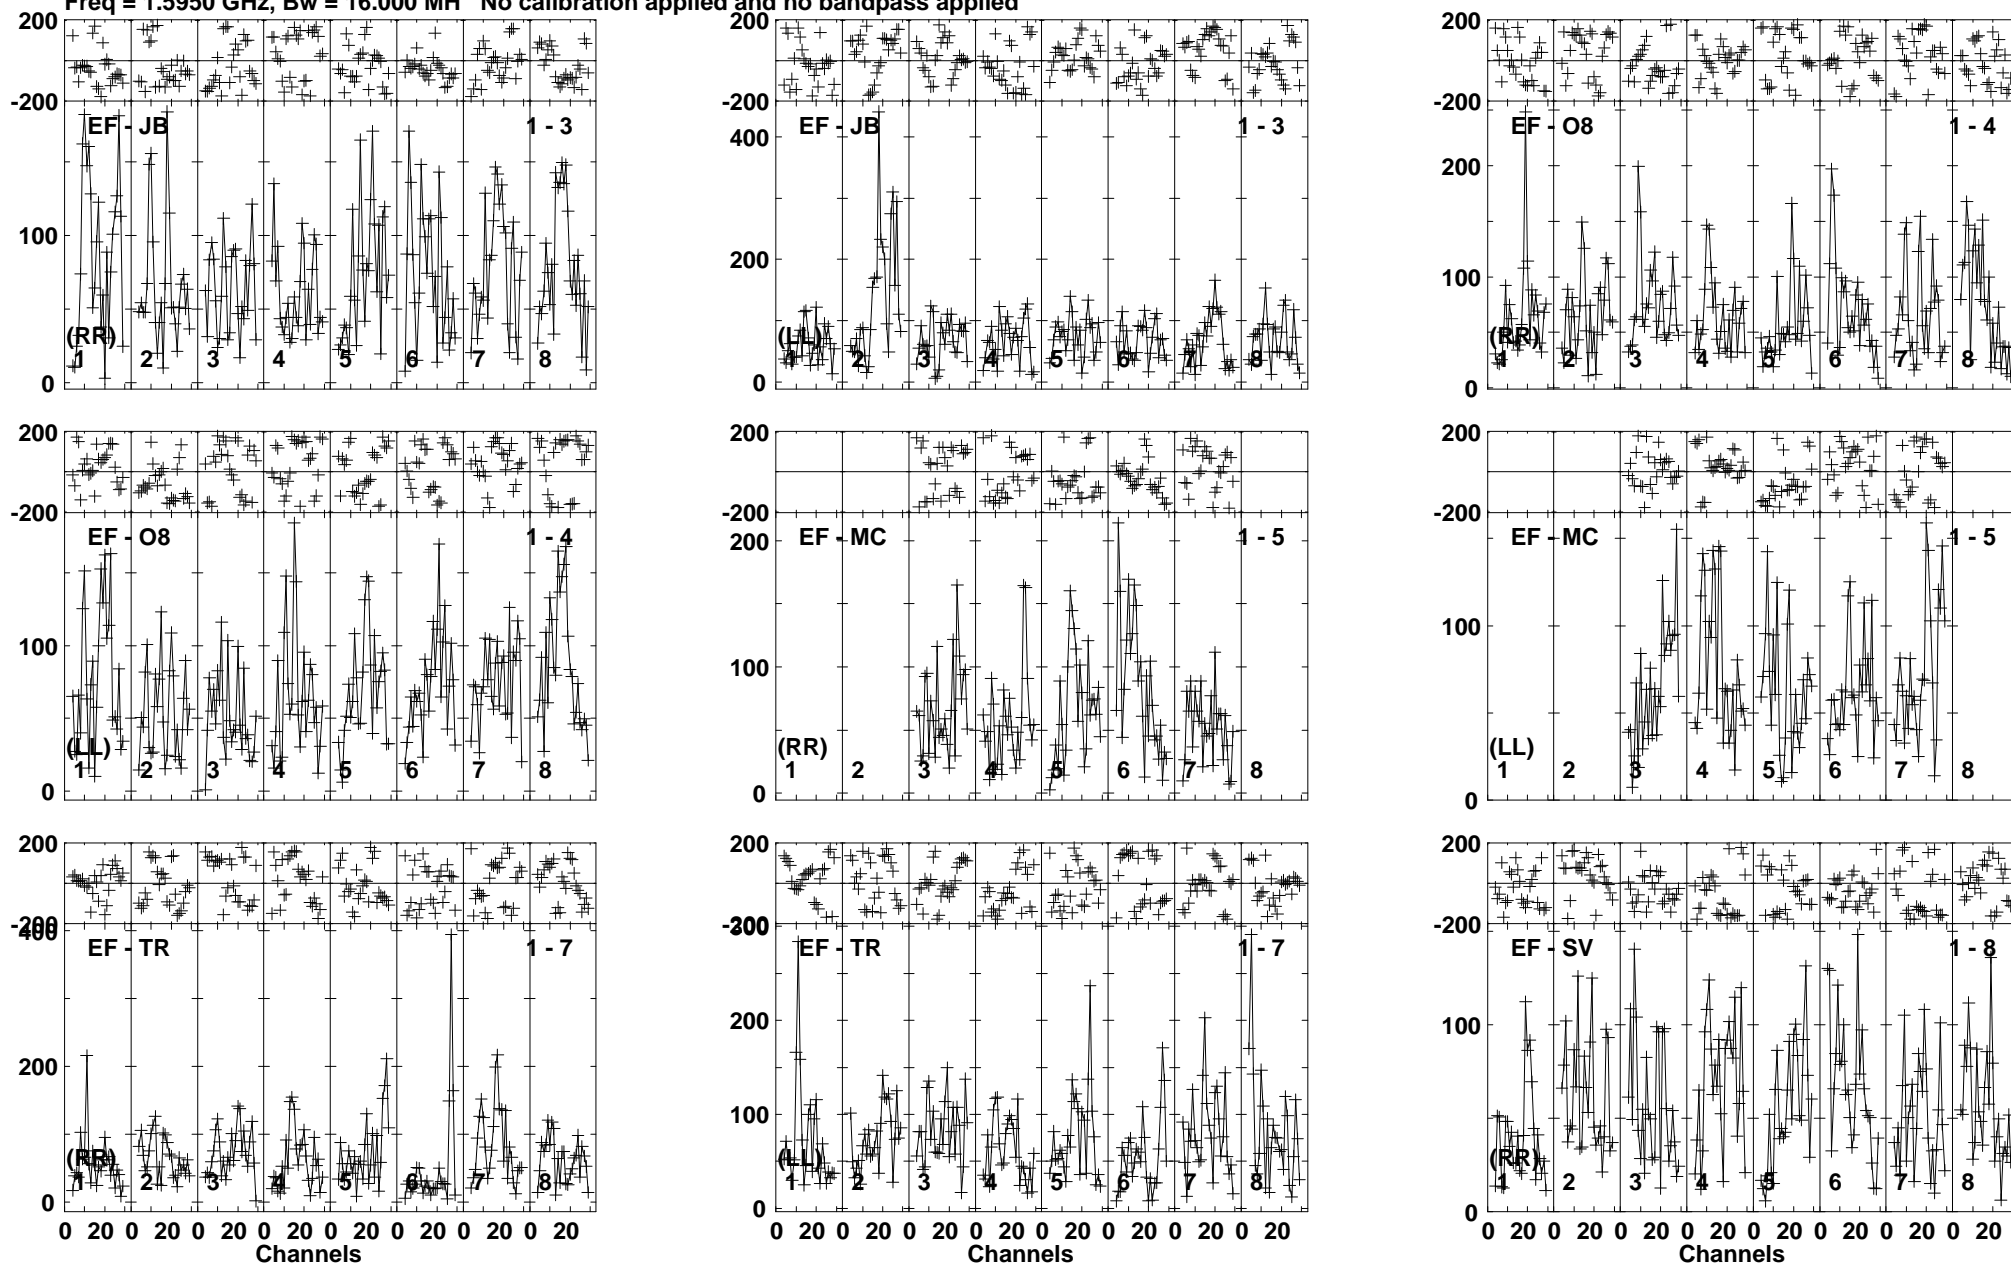 Freq = 1.5950 GHz, Bw = 16.000 MH No calibration applied and no bandpass applied
200 200 200
-200 -200 -200
EF - JB 1 - 3 EF - JB 1 - 3 EF - O8 1 - 4
400
200
200
100 100
(RR) (LL) (RR)
1 2 3 4 5 6 7 8 1 2 3 4 5 6 7 8 1 2 3 4 5 6 7 8
0 0 0
200 200 200
-200 -200 -200
EF - O8 1 - 4 EF - MC 1 - 5 EF - MC 1 - 5
200
100 100 100
(LL) (RR) (LL)
1 2 3 4 5 6 7 8 1 2 3 4 5 6 7 8 1 2 3 4 5 6 7 8
0 0 0
200 200 200
-200 -200 -200
400 300
EF - TR 1 - 7 EF - TR 1 - 7 EF - SV 1 - 8
200 200 100
100
(RR) (LL) (RR)
1 2 3 4 5 6 7 8 1 2 3 4 5 6 7 8 1 2 3 4 5 6 7 8
0 0 0
0 20 0 20 0 20 0 20 0 20 0 20 0 20 0 20 0 20 0 20 0 20 0 20 0 20 0 20 0 20 0 20 0 20 0 20 0 20 0 20 0 20 0 20 0 20 0 20
Channels Channels Channels